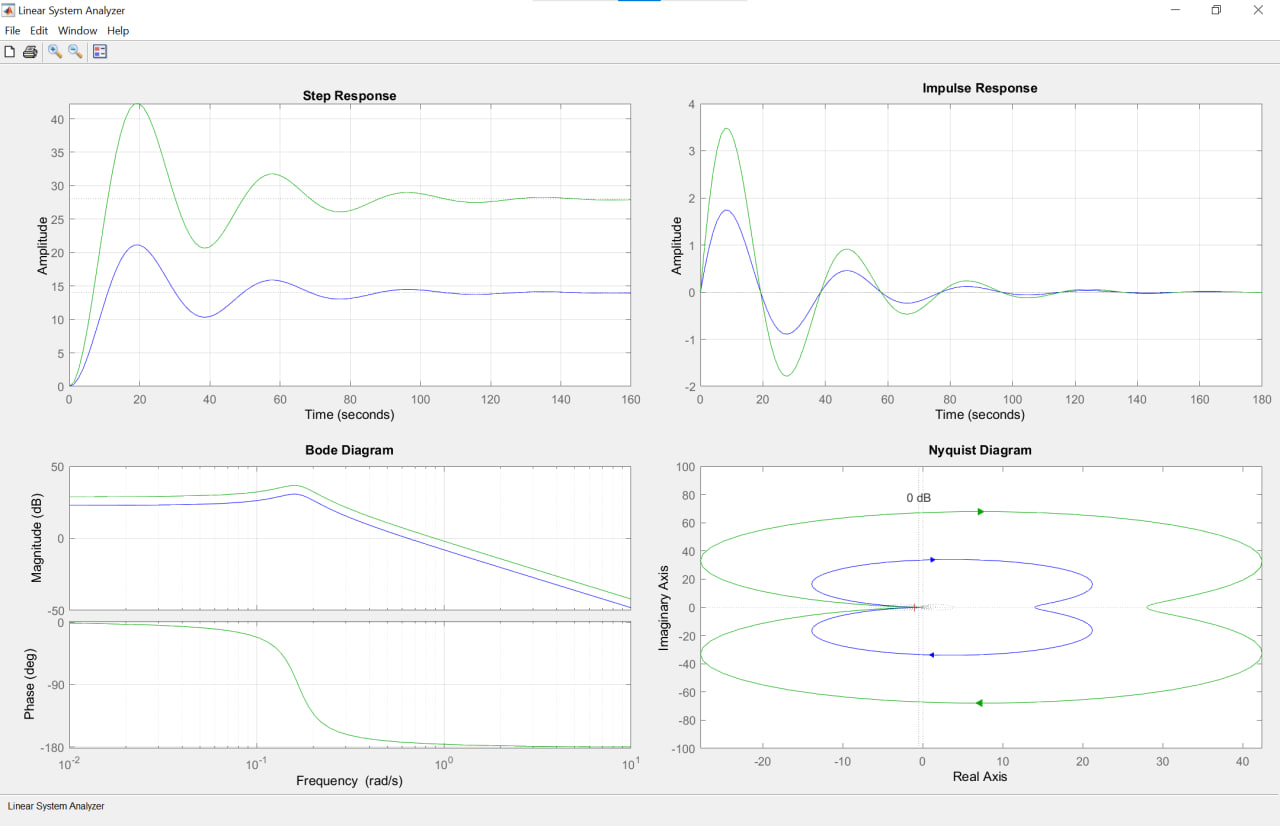 Linear System Analyzer
File Edit Window Help
Step Response
Amplitude
40
35
30
25
20
15
10
5
0
0 20 40 60 80 100 120 140 160
Time (seconds)
Impulse Response
Amplitude
4
3
2
1
0
-1
-2
0 20 40 60 80 100 120 140 160 180
Time (seconds)
Bode Diagram
Magnitude (dB)
50
0
-50
Phase (deg)
0
-90
-180
10-2 10-1 100 101
Frequency (rad/s)
Nyquist Diagram
0 dB
Imaginary Axis
100
80
60
40
20
0
-20
-40
-60
-80
-100
-20 -10 0 10 20 30 40
Real Axis
Linear System Analyzer